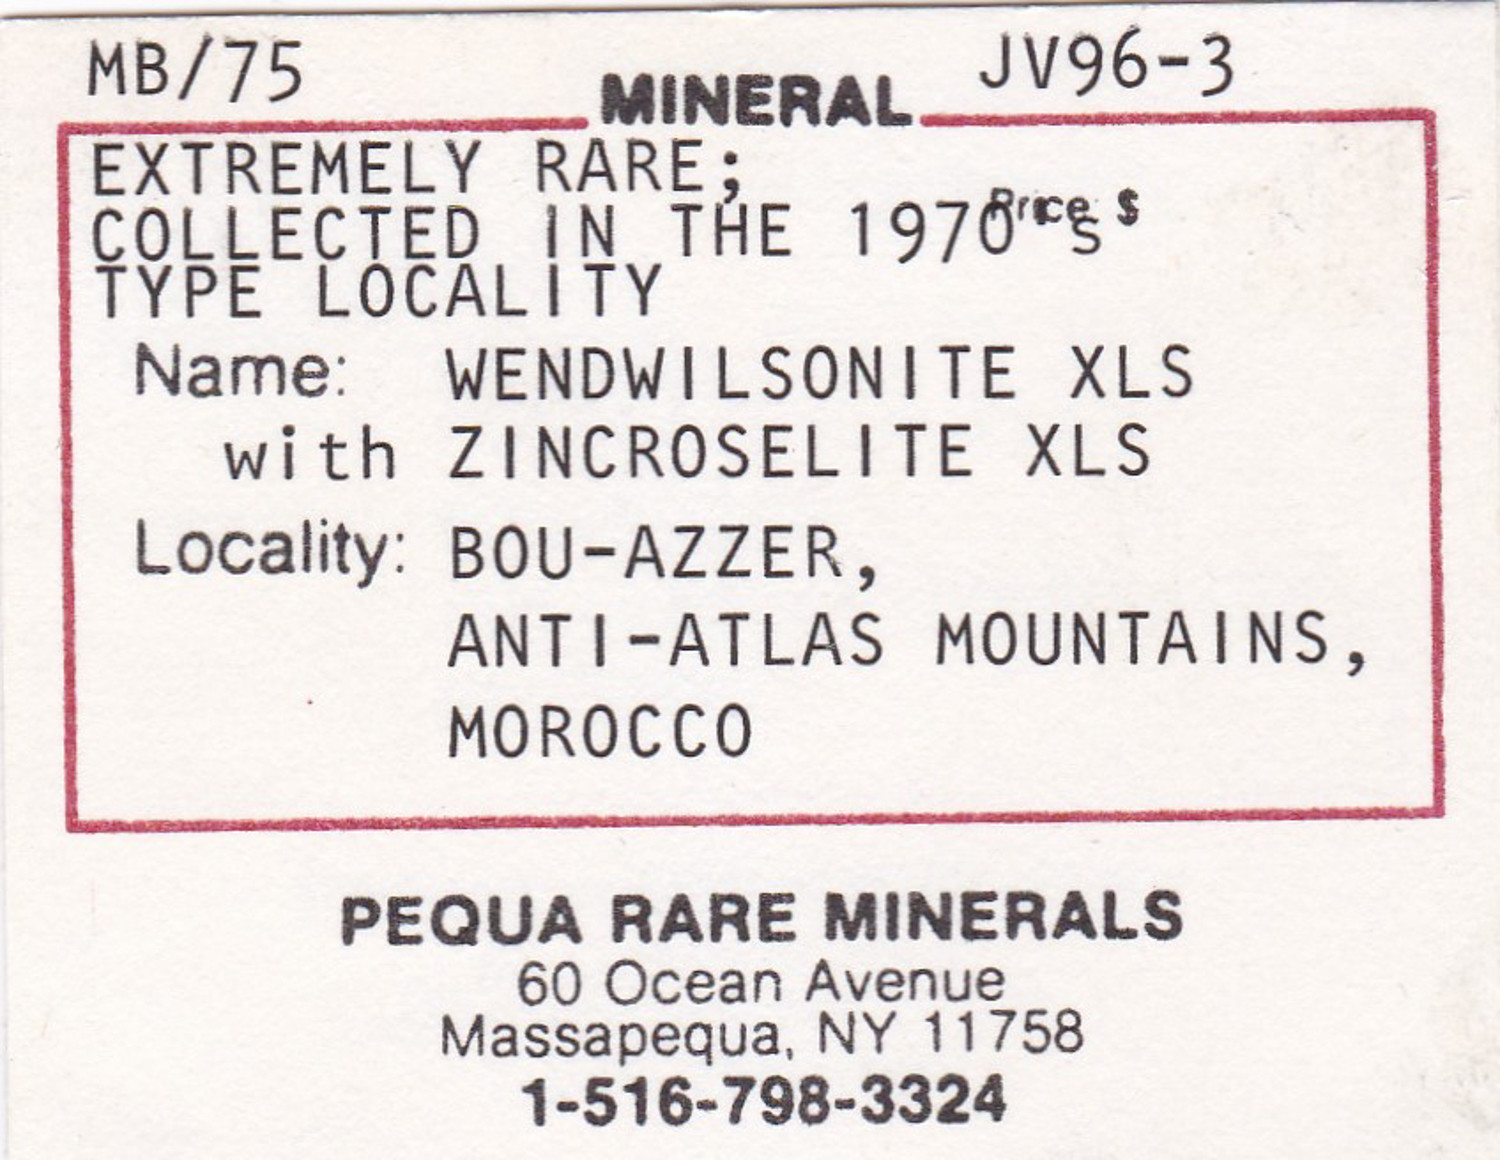 MB/75 JV96-3
MINERAL
EXTREMELY RARE;
Price $
COLLECTED IN THE 1970's
TYPE LOCALITY
Name: WENDWILSONITE XLS
with ZINCROSELITE XLS
Locality: BOU-AZZER,
ANTI-ATLAS MOUNTAINS,
MOROCCO
PEQUA RARE MINERALS
60 Ocean Avenue
Massapequa, NY 11758
1-516-798-3324